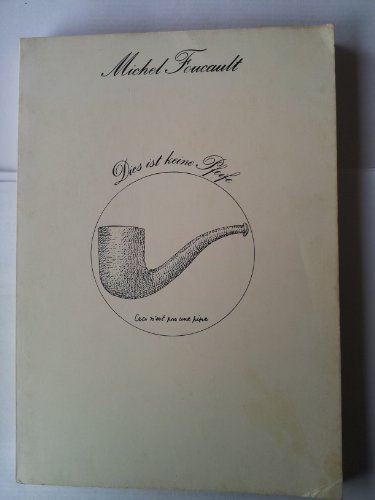 Michel Foucault
Dies ist keine Pfeife
Ceci n'est pas une pipe